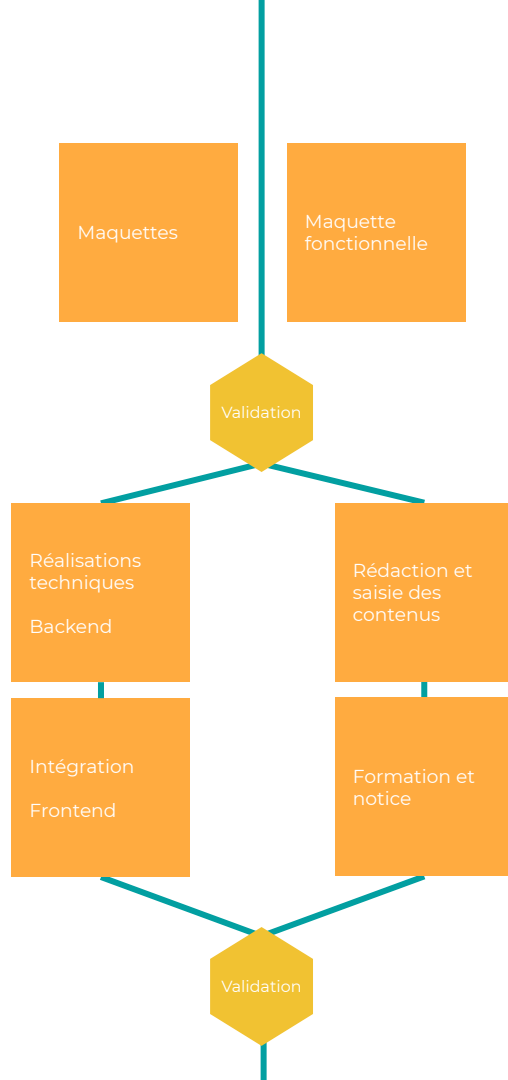 Maquettes
Maquette
fonctionnelle
Validation
Réalisations
techniques
Backend
Rédaction et
saisie des
contenus
Intégration
Frontend
Formation et
notice
Validation